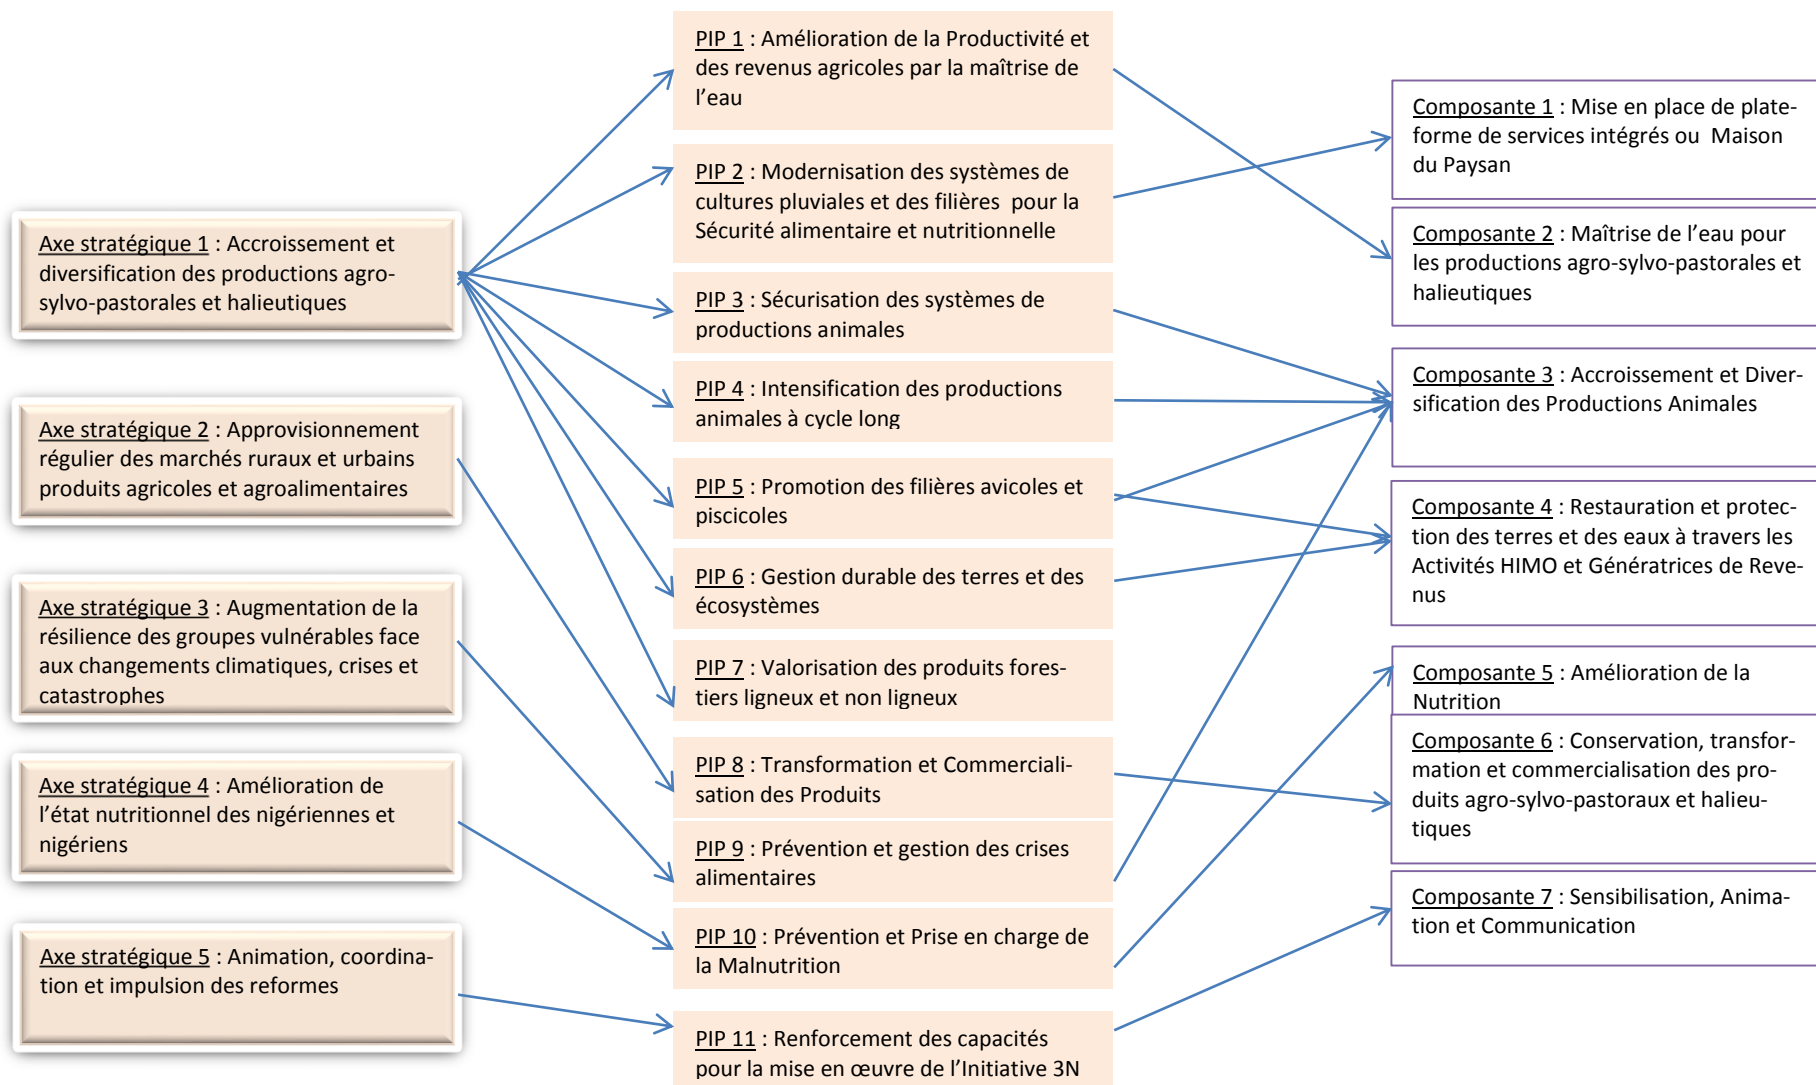 Axe stratégique 1 : Accroissement et
diversification des productions agro-
sylvo-pastorales et halieutiques
Axe stratégique 2 : Approvisionnement
régulier des marchés ruraux et urbains
produits agricoles et agroalimentaires
Axe stratégique 3 : Augmentation de la
résilience des groupes vulnérables face
aux changements climatiques, crises et
catastrophes
Axe stratégique 4 : Amélioration de
l’état nutritionnel des nigériennes et
nigériens
Axe stratégique 5 : Animation, coordina-
tion et impulsion des reformes
PIP 1 : Amélioration de la Productivité et
des revenus agricoles par la maîtrise de
l’eau
PIP 2 : Modernisation des systèmes de
cultures pluviales et des filières pour la
Sécurité alimentaire et nutritionnelle
PIP 3 : Sécurisation des systèmes de
productions animales
PIP 4 : Intensification des productions
animales à cycle long
PIP 5 : Promotion des filières avicoles et
piscicoles
PIP 6 : Gestion durable des terres et des
écosystèmes
PIP 7 : Valorisation des produits fores-
tiers ligneux et non ligneux
PIP 8 : Transformation et Commerciali-
sation des Produits
PIP 9 : Prévention et gestion des crises
alimentaires
PIP 10 : Prévention et Prise en charge de
la Malnutrition
PIP 11 : Renforcement des capacités
pour la mise en œuvre de l’Initiative 3N
Composante 1 : Mise en place de plate-
forme de services intégrés ou Maison
du Paysan
Composante 2 : Maîtrise de l’eau pour
les productions agro-sylvo-pastorales et
halieutiques
Composante 3 : Accroissement et Diver-
sification des Productions Animales
Composante 4 : Restauration et protec-
tion des terres et des eaux à travers les
Activités HIMO et Génératrices de Reve-
nus
Composante 5 : Amélioration de la
Nutrition
Composante 6 : Conservation, transfor-
mation et commercialisation des pro-
duits agro-sylvo-pastoraux et halieu-
tiques
Composante 7 : Sensibilisation, Anima-
tion et Communication